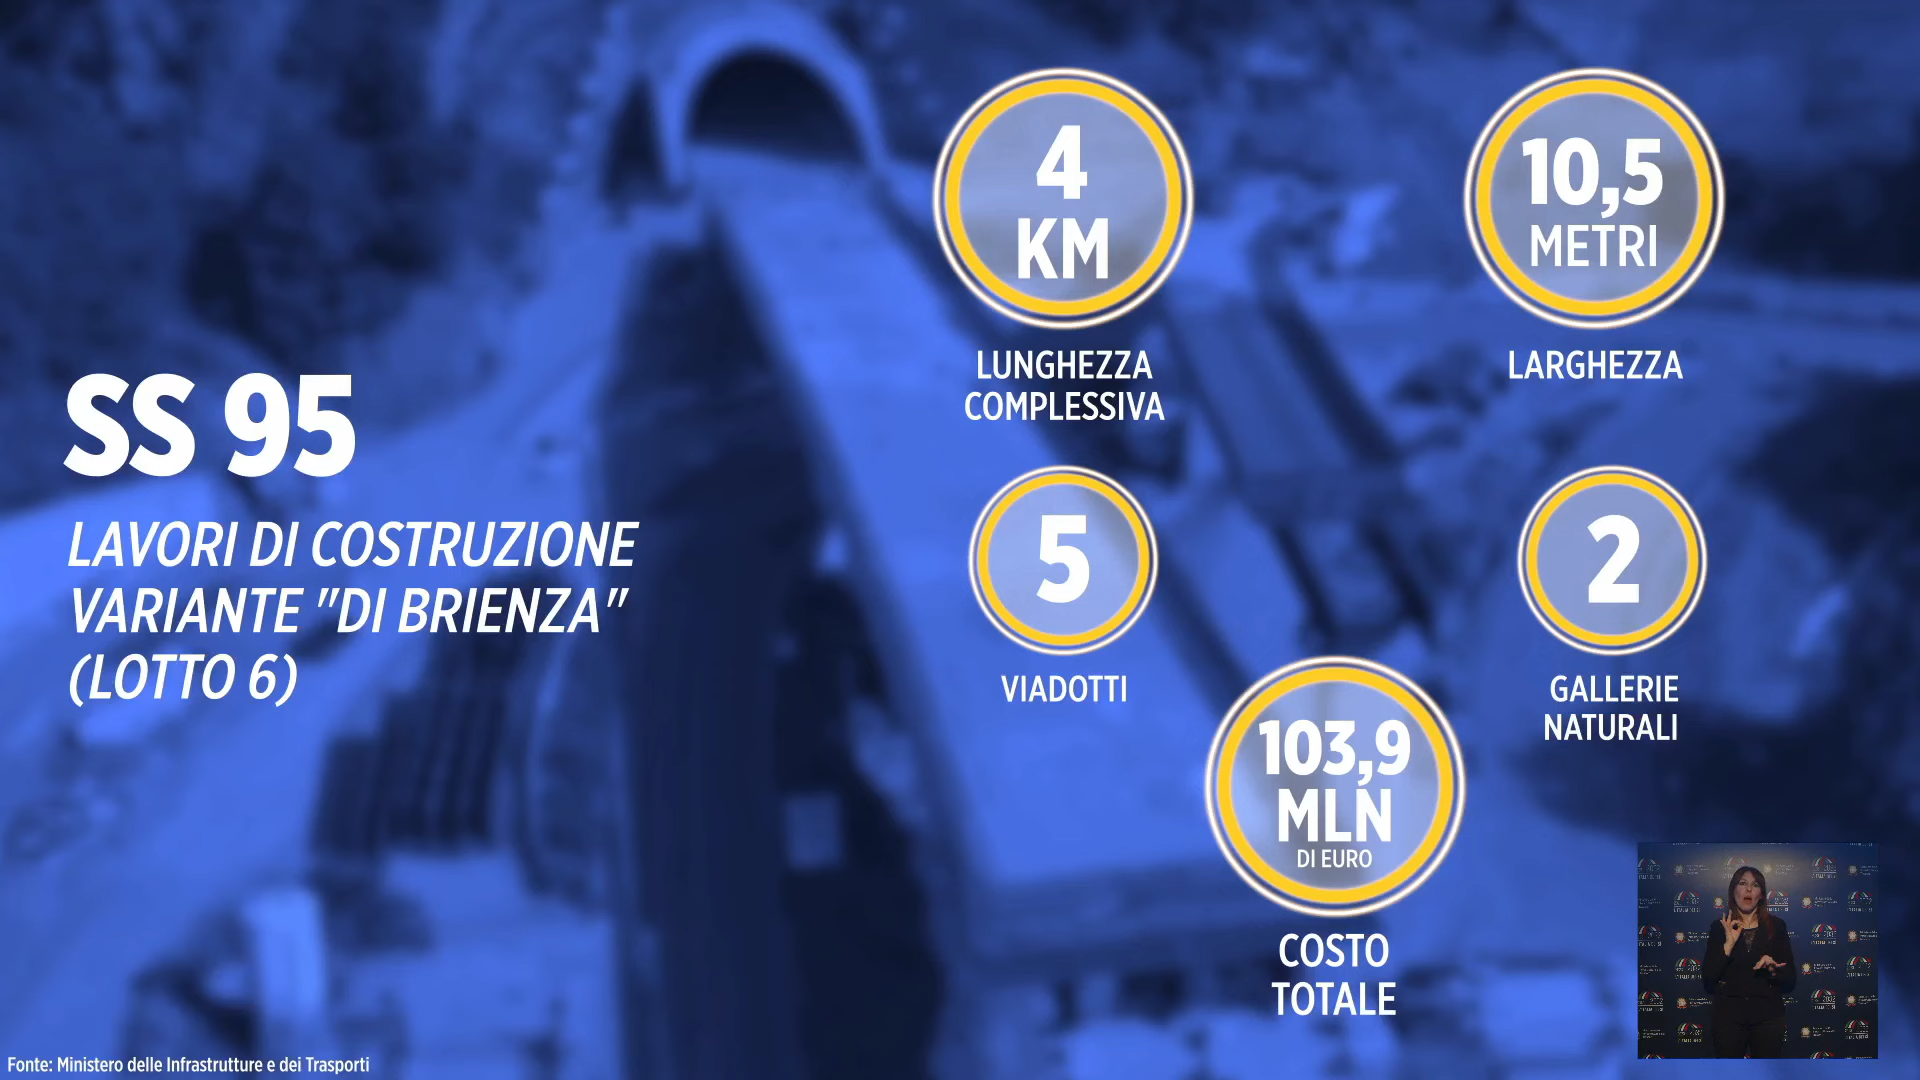 SS 95
LAVORI DI COSTRUZIONE
VARIANTE "DI BRIENZA"
(LOTTO 6)
4
KM
LUNGHEZZA
COMPLESSIVA
10,5
METRI
LARGHEZZA
5
VIADOTTI
2
GALLERIE
NATURALI
103,9
MLN
DI EURO
COSTO
TOTALE
Fonte: Ministero delle Infrastrutture e dei Trasporti